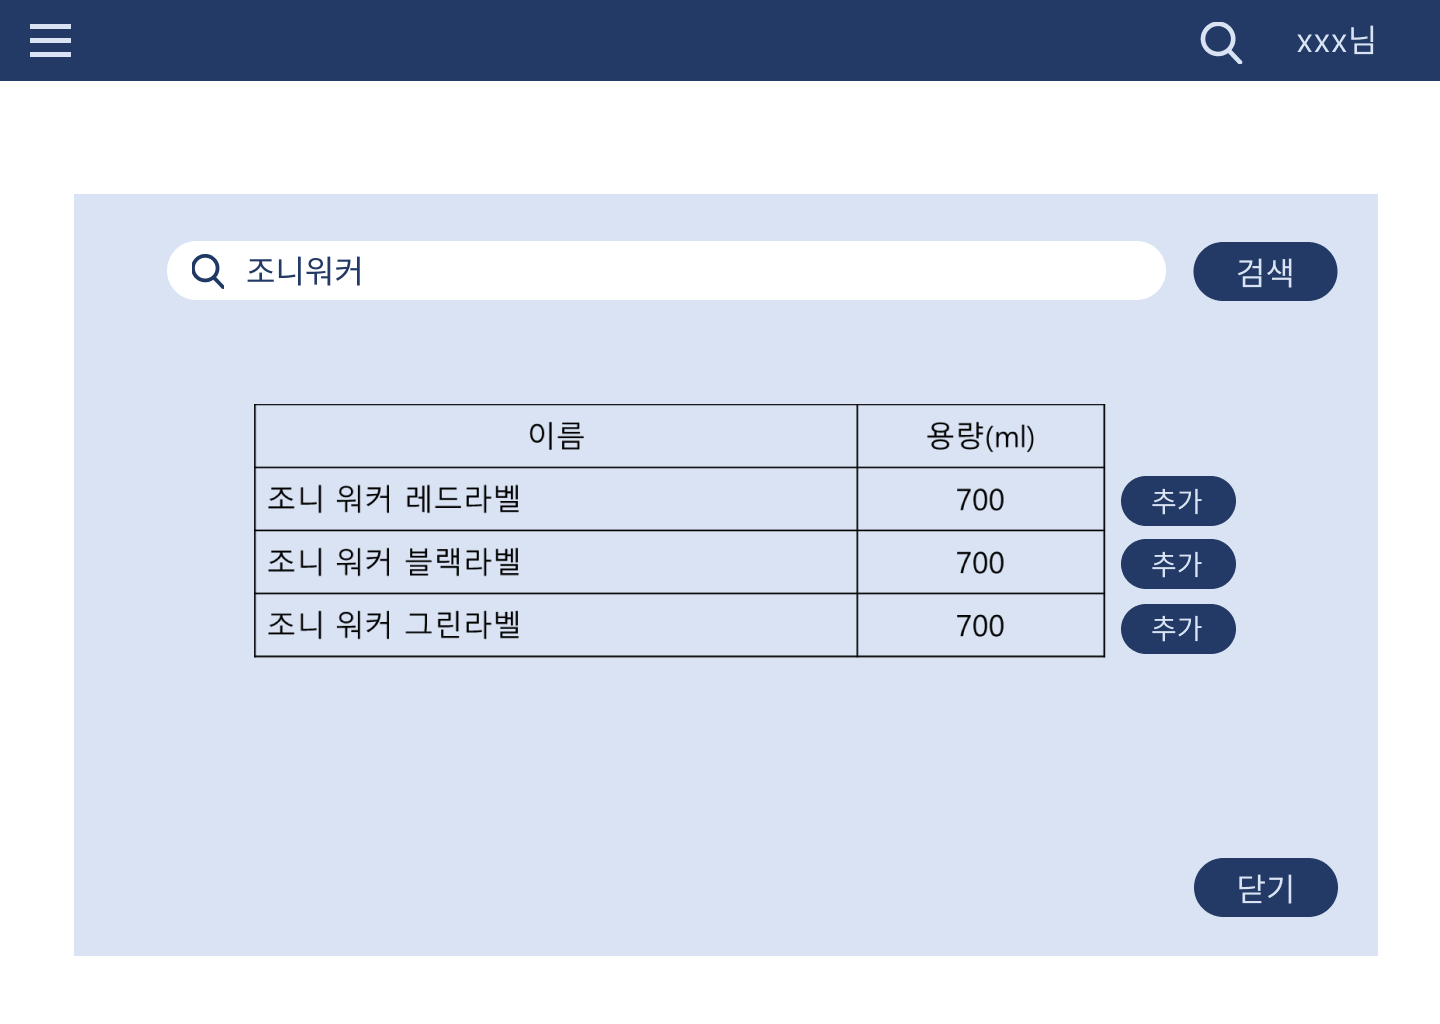 xxx님
조니워커 검색
이름 용량(ml)
조니 워커 레드라벨 700 추가
조니 워커 블랙라벨 700 추가
조니 워커 그린라벨 700 추가
닫기